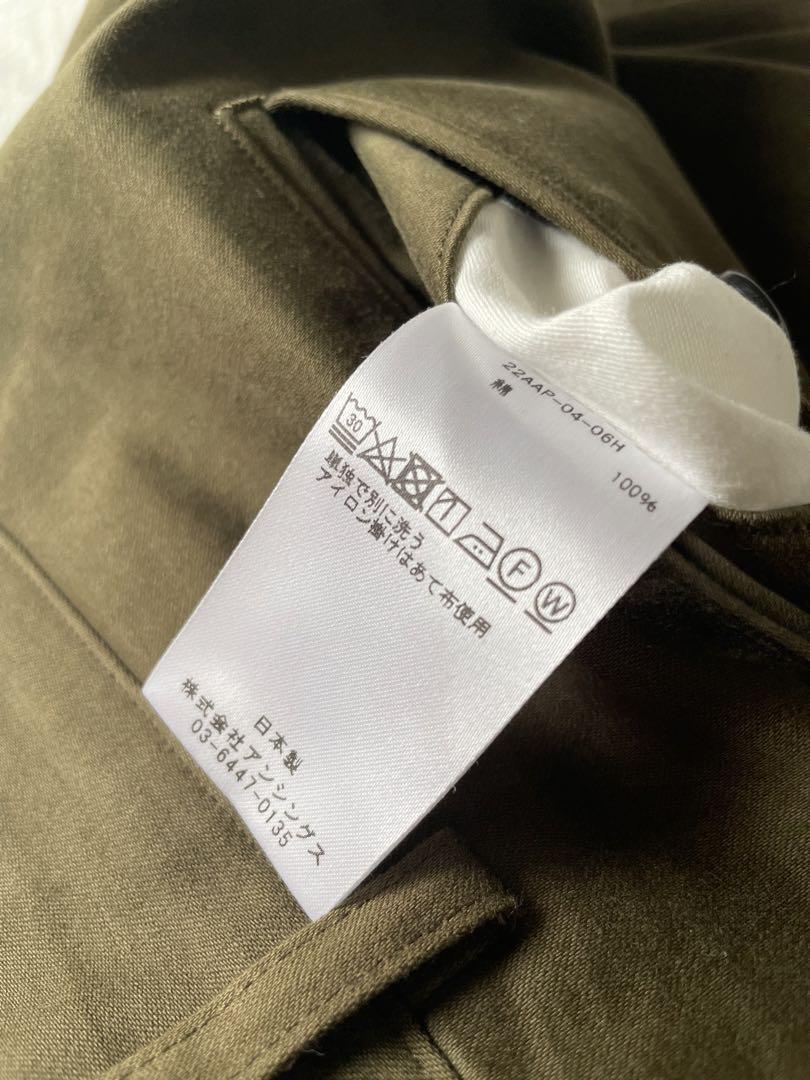 22AAP-04-06H
綿 100%
30
F W
単独で別に洗う
アイロン掛けはあて布使用
日本製
株式会社アンシングス
03-6447-0135